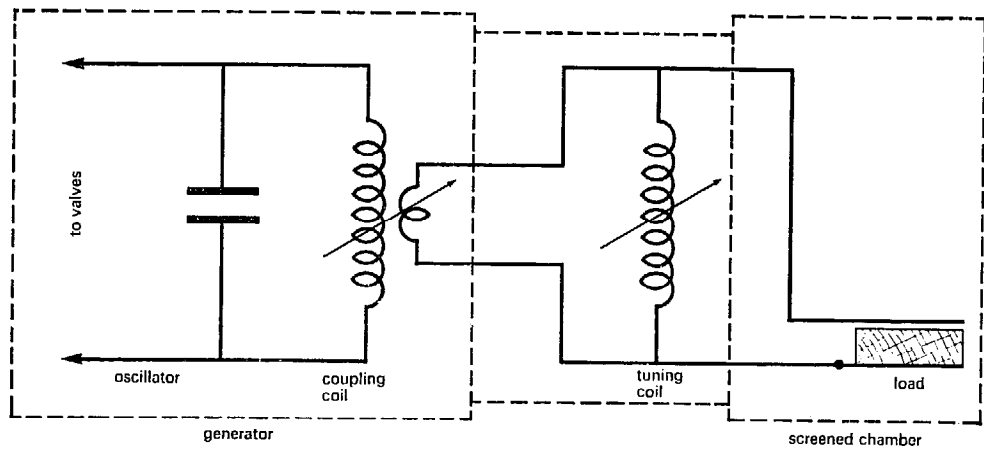 to valves
oscillator
coupling
coil
tuning
coil
load
generator
screened chamber